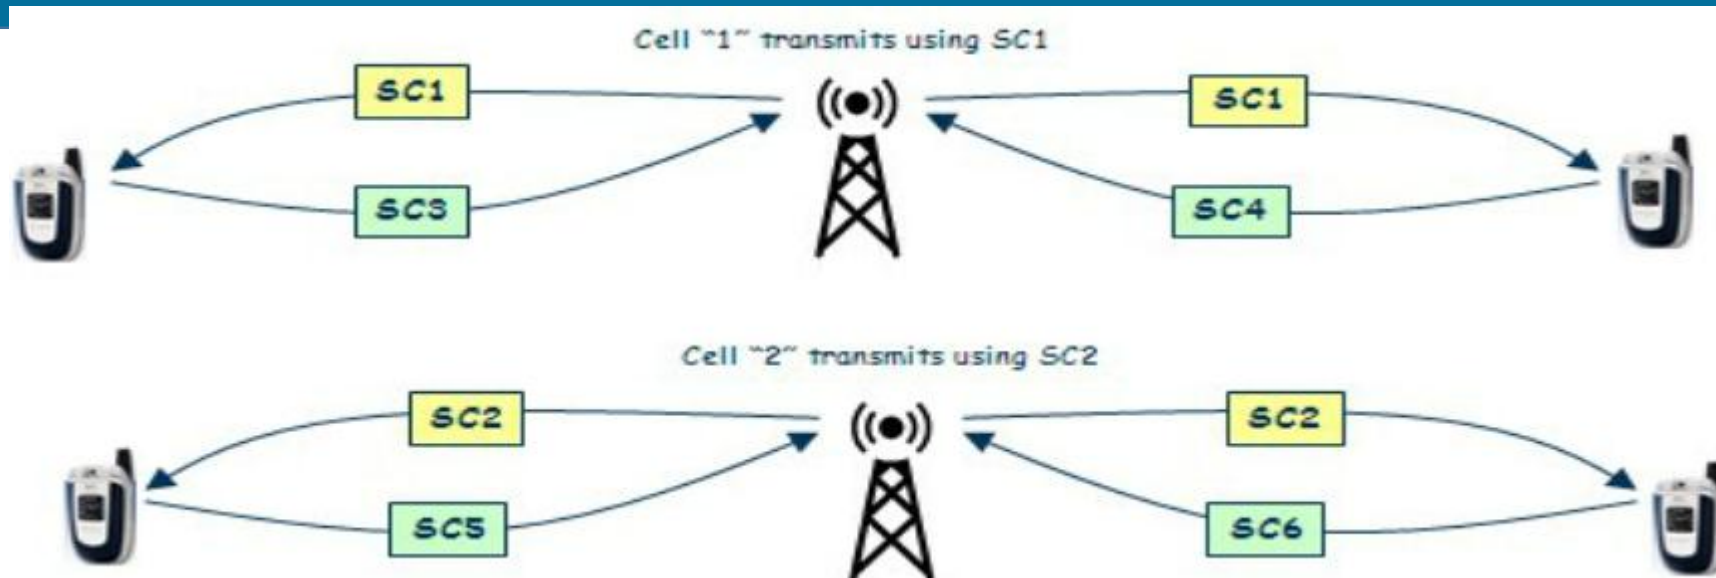 Cell "1" transmits using SC1
SC1
SC1
SC3
SC4
Cell "2" transmits using SC2
SC2
SC2
SC5
SC6